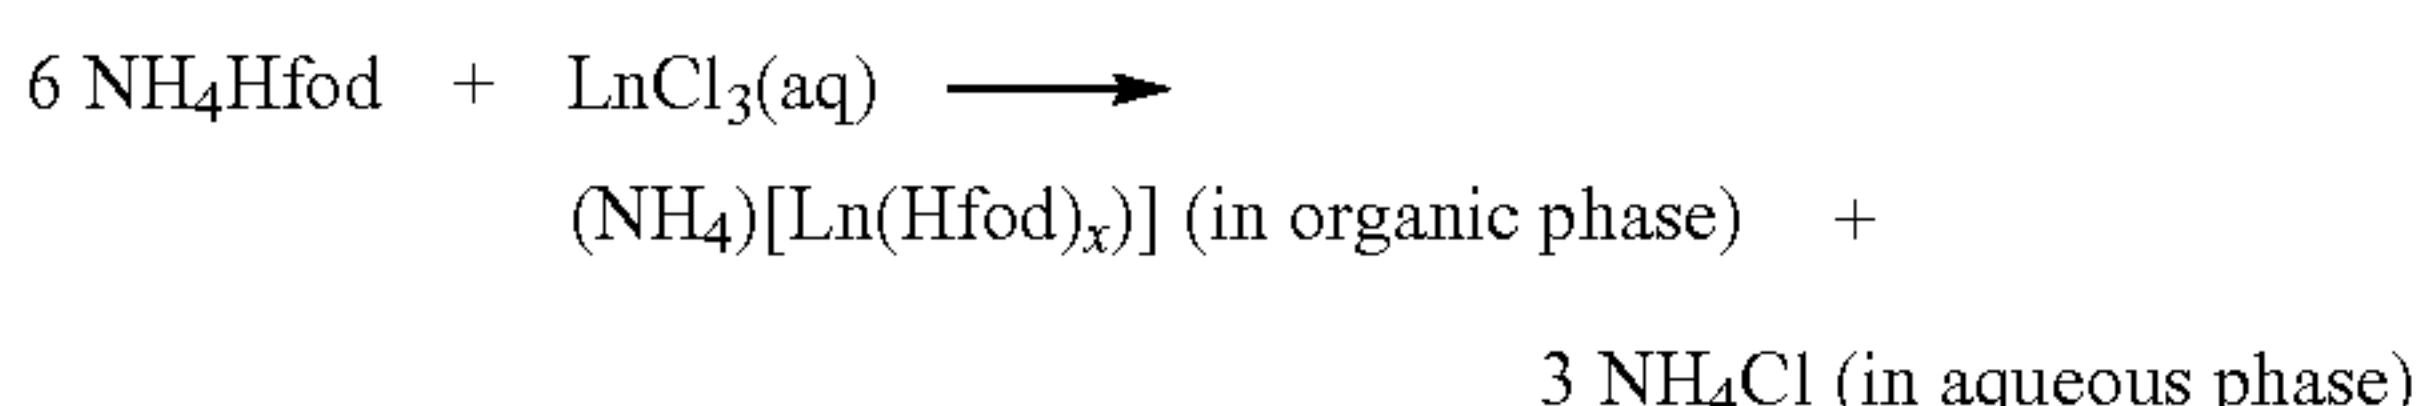 6 NH₄Hfod + LnCl₃(aq) ⟶
(NH₄)[Ln(Hfod)ₓ)] (in organic phase) +
3 NH₄Cl (in aqueous phase)